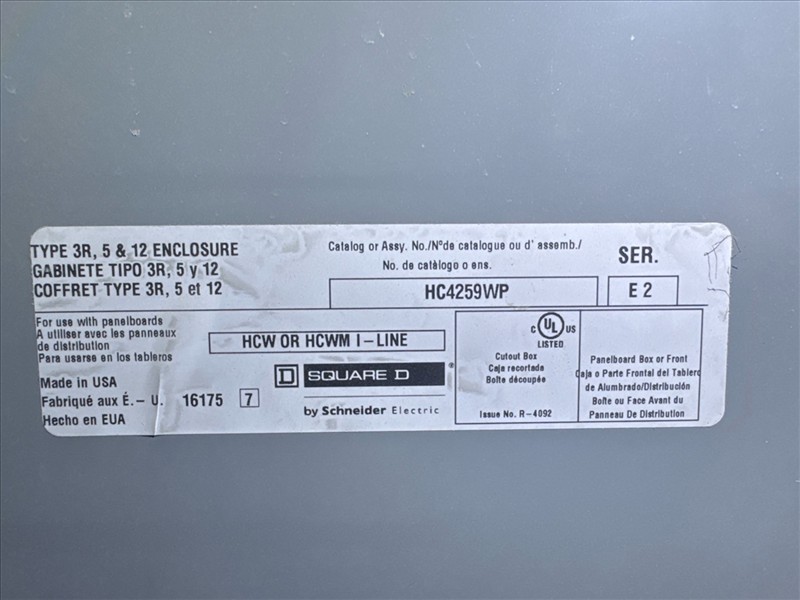 TYPE 3R, 5 & 12 ENCLOSURE
GABINETE TIPO 3R, 5 y 12
COFFRET TYPE 3R, 5 et 12
Catalog or Assy. No./Nºde catalogue ou d' assemb./
No. de catàlogo o ens.
HC4259WP
SER.
E 2
For use with panelboards
A utiliser avec les panneaux
de distribution
Para usarse en los tableros
HCW OR HCWM I-LINE
Made in USA
Fabriqué aux É.- U.
Hecho en EUA
16175 7
D SQUARE D
by Schneider Electric
C UL US
LISTED
Cutout Box
Caja recortada
Boîte découpée
Issue No. R-4092
Panelboard Box or Front
Caja o Parte Frontal del Tablero
de Alumbrado/Distribución
Boîte ou Face Avant du
Panneau De Distribution